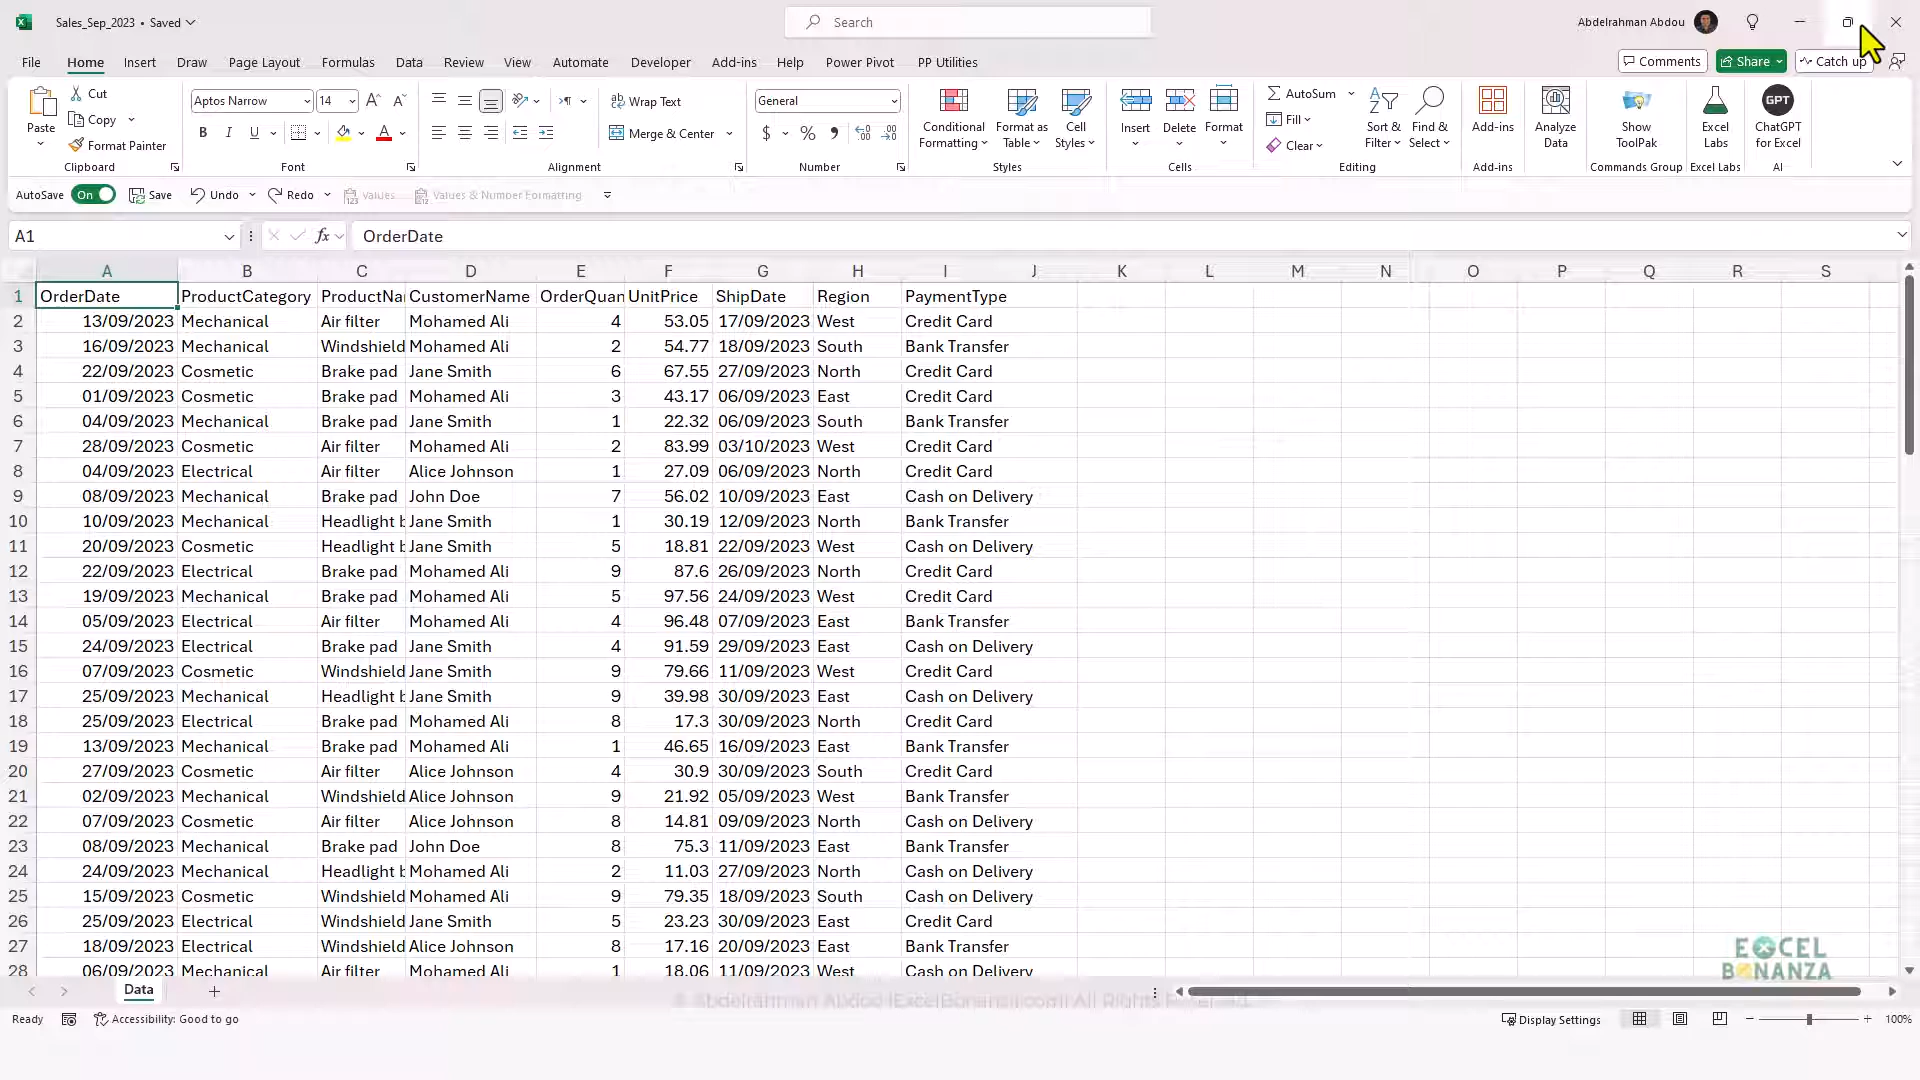 Sales_Sep_2023 • Saved
Search
Abdelrahman Abdou
File Home Insert Draw Page Layout Formulas Data Review View Automate Developer Add-ins Help Power Pivot PP Utilities
Comments Share Catch up
Paste Cut Copy Format Painter Clipboard
Aptos Narrow 14 B I U A Font
ab Wrap Text Merge & Center Alignment
General $ % Number
Conditional Formatting Format as Table Cell Styles Styles
Insert Delete Format Cells
AutoSum Fill Clear Sort & Filter Find & Select Editing
Add-ins Add-ins
Analyze Data
Show ToolPak Commands Group
Excel Labs Excel Labs
GPT ChatGPT for Excel AI
AutoSave On Save Undo Redo Values Values & Number Formatting
A1 fx OrderDate
A B C D E F G H I J K L M N O P Q R S
1 OrderDate ProductCategory ProductNa CustomerName OrderQuan UnitPrice ShipDate Region PaymentType
2 13/09/2023 Mechanical Air filter Mohamed Ali 4 53.05 17/09/2023 West Credit Card
3 16/09/2023 Mechanical Windshield Mohamed Ali 2 54.77 18/09/2023 South Bank Transfer
4 22/09/2023 Cosmetic Brake pad Jane Smith 6 67.55 27/09/2023 North Credit Card
5 01/09/2023 Cosmetic Brake pad Mohamed Ali 3 43.17 06/09/2023 East Credit Card
6 04/09/2023 Mechanical Brake pad Jane Smith 1 22.32 06/09/2023 South Bank Transfer
7 28/09/2023 Cosmetic Air filter Mohamed Ali 2 83.99 03/10/2023 West Credit Card
8 04/09/2023 Electrical Air filter Alice Johnson 1 27.09 06/09/2023 North Credit Card
9 08/09/2023 Mechanical Brake pad John Doe 7 56.02 10/09/2023 East Cash on Delivery
10 10/09/2023 Mechanical Headlight b Jane Smith 1 30.19 12/09/2023 North Bank Transfer
11 20/09/2023 Cosmetic Headlight b Jane Smith 5 18.81 22/09/2023 West Cash on Delivery
12 22/09/2023 Electrical Brake pad Mohamed Ali 9 87.6 26/09/2023 North Credit Card
13 19/09/2023 Mechanical Brake pad Mohamed Ali 5 97.56 24/09/2023 West Credit Card
14 05/09/2023 Electrical Air filter Mohamed Ali 4 96.48 07/09/2023 East Bank Transfer
15 24/09/2023 Electrical Brake pad Jane Smith 4 91.59 29/09/2023 East Cash on Delivery
16 07/09/2023 Cosmetic Windshield Jane Smith 9 79.66 11/09/2023 West Credit Card
17 25/09/2023 Mechanical Headlight b Jane Smith 9 39.98 30/09/2023 East Cash on Delivery
18 25/09/2023 Electrical Brake pad Mohamed Ali 8 17.3 30/09/2023 North Credit Card
19 13/09/2023 Mechanical Brake pad Mohamed Ali 1 46.65 16/09/2023 East Bank Transfer
20 27/09/2023 Cosmetic Air filter Alice Johnson 4 30.9 30/09/2023 South Credit Card
21 02/09/2023 Mechanical Windshield Alice Johnson 9 21.92 05/09/2023 West Bank Transfer
22 07/09/2023 Cosmetic Air filter Alice Johnson 8 14.81 09/09/2023 North Cash on Delivery
23 08/09/2023 Mechanical Brake pad John Doe 8 75.3 11/09/2023 East Bank Transfer
24 24/09/2023 Mechanical Headlight b Mohamed Ali 2 11.03 27/09/2023 North Cash on Delivery
25 15/09/2023 Cosmetic Windshield Mohamed Ali 9 79.35 18/09/2023 South Cash on Delivery
26 25/09/2023 Electrical Windshield Jane Smith 5 23.23 30/09/2023 East Credit Card
27 18/09/2023 Electrical Windshield Alice Johnson 8 17.16 20/09/2023 East Bank Transfer
28 06/09/2023 Mechanical Air filter Mohamed Ali 1 18.06 11/09/2023 West Cash on Delivery
EXCEL
BONANZA
Data
© Abdelrahman Abdou (ExcelBonanza.com) All Rights Reserved.
Ready Accessibility: Good to go Display Settings 100%